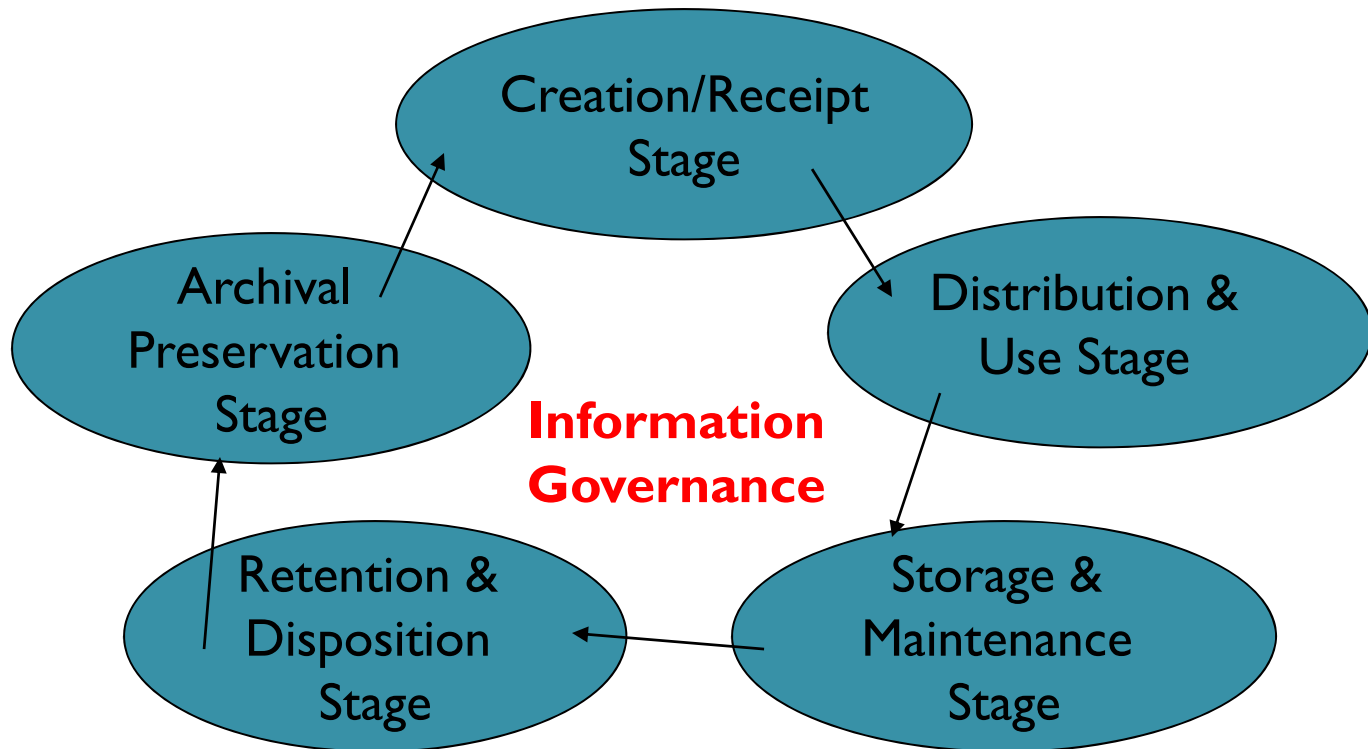 Creation/Receipt
Stage
Distribution &
Use Stage
Archival
Preservation
Stage
Information
Governance
Storage &
Maintenance
Stage
Retention &
Disposition
Stage